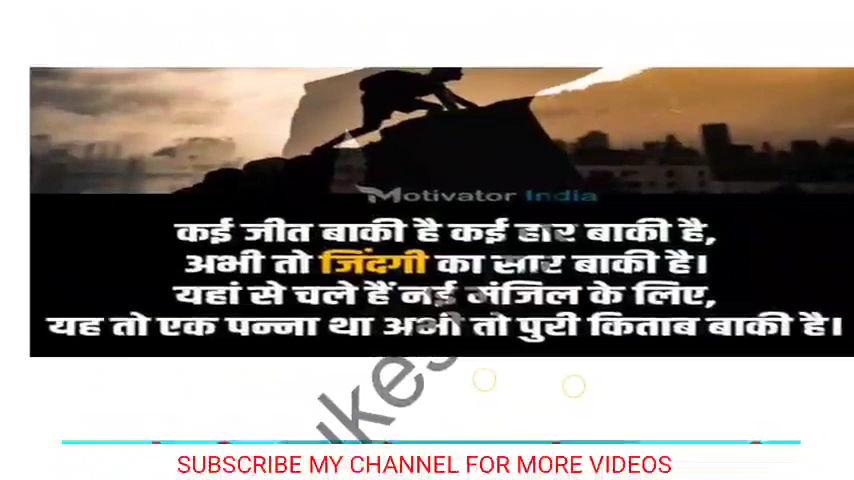 Motivator India
कई जीत बाकी है कई हार बाकी है,
अभी तो जिंदगी का सार बाकी है।
यहां से चले हैं नई मंजिल के लिए,
यह तो एक पन्ना था अभी तो पुरी किताब बाकी है।
SUBSCRIBE MY CHANNEL FOR MORE VIDEOS